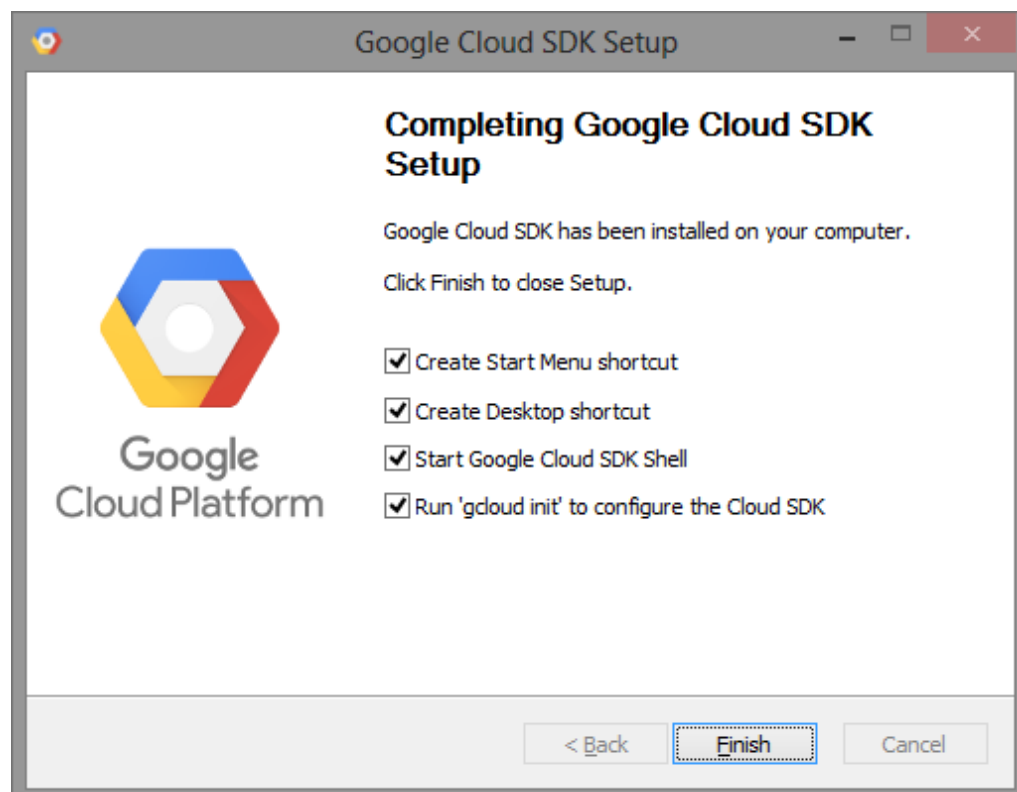 Google Cloud SDK Setup
Completing Google Cloud SDK
Setup
Google Cloud SDK has been installed on your computer.
Click Finish to close Setup.
Create Start Menu shortcut
Create Desktop shortcut
Start Google Cloud SDK Shell
Run 'gcloud init' to configure the Cloud SDK
Google
Cloud Platform
< Back
Finish
Cancel